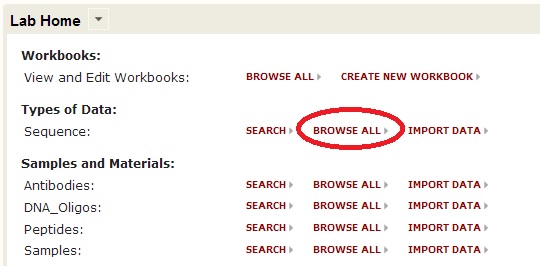 Lab Home
Workbooks:
View and Edit Workbooks: BROWSE ALL CREATE NEW WORKBOOK
Types of Data:
Sequence: SEARCH BROWSE ALL IMPORT DATA
Samples and Materials:
Antibodies: SEARCH BROWSE ALL IMPORT DATA
DNA_Oligos: SEARCH BROWSE ALL IMPORT DATA
Peptides: SEARCH BROWSE ALL IMPORT DATA
Samples: SEARCH BROWSE ALL IMPORT DATA